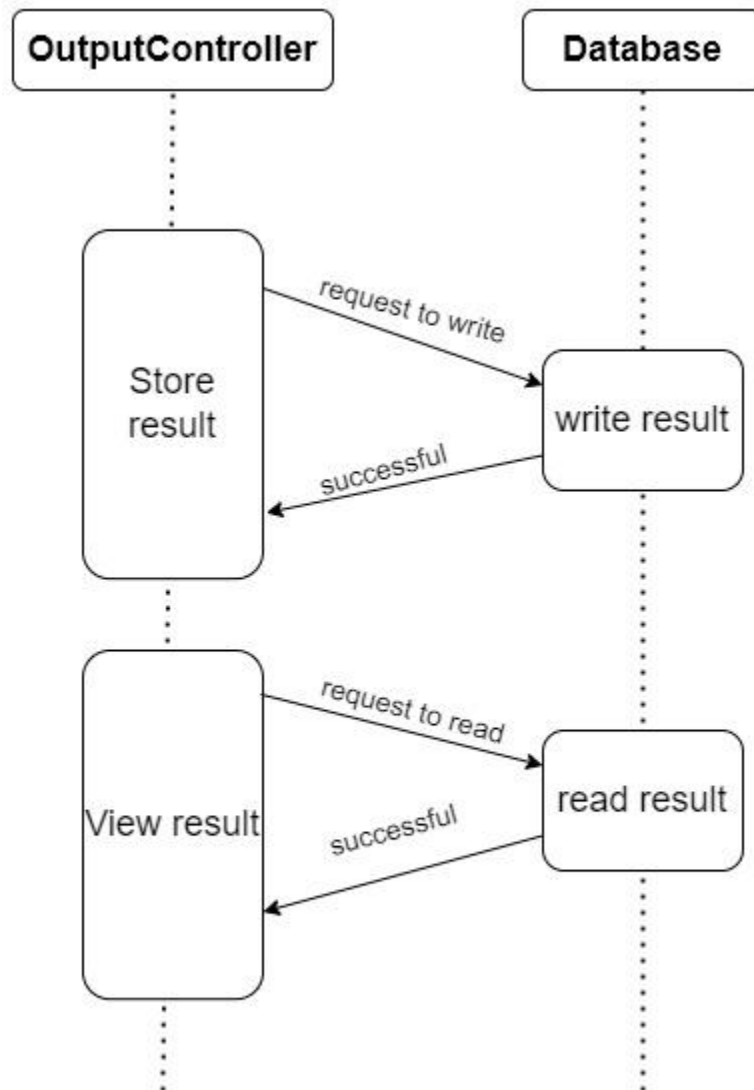 OutputController
Database
request to write
Store
result
write result
successful
request to read
View result
read result
successful